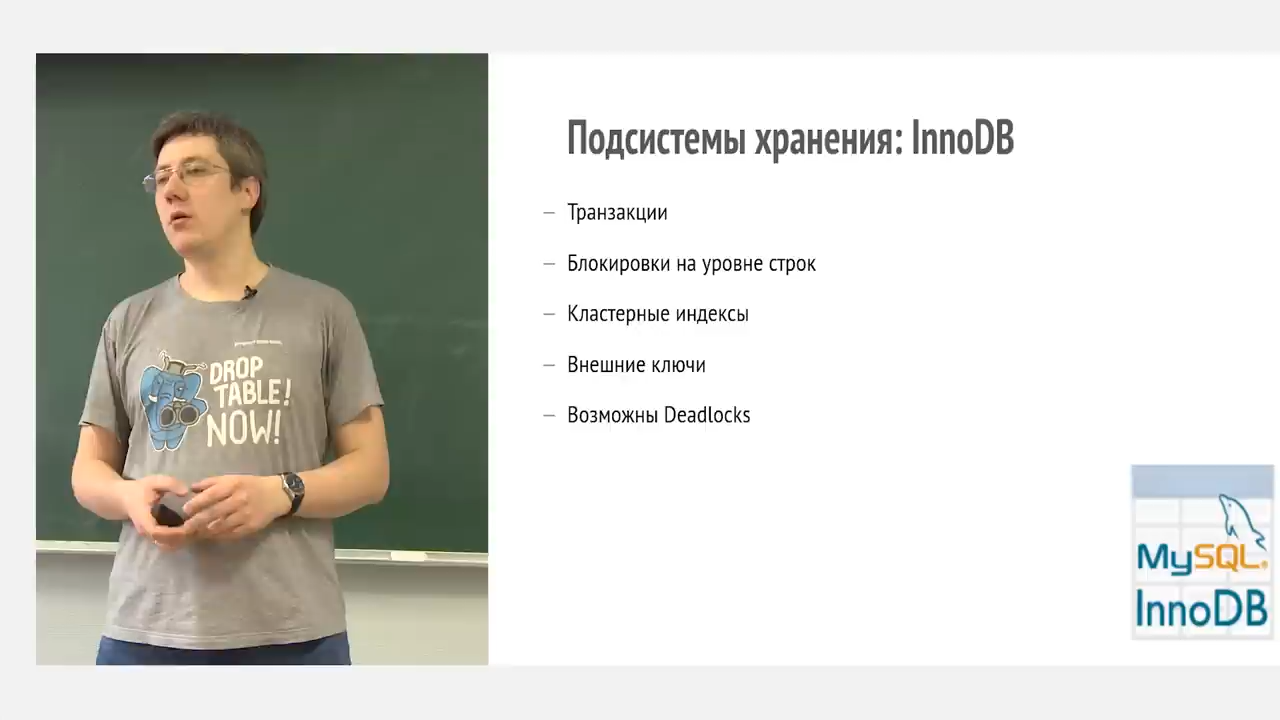 DROP
TABLE!
NOW!
Подсистемы хранения: InnoDB
— Транзакции
— Блокировки на уровне строк
— Кластерные индексы
— Внешние ключи
— Возможны Deadlocks
MySQL®
InnoDB